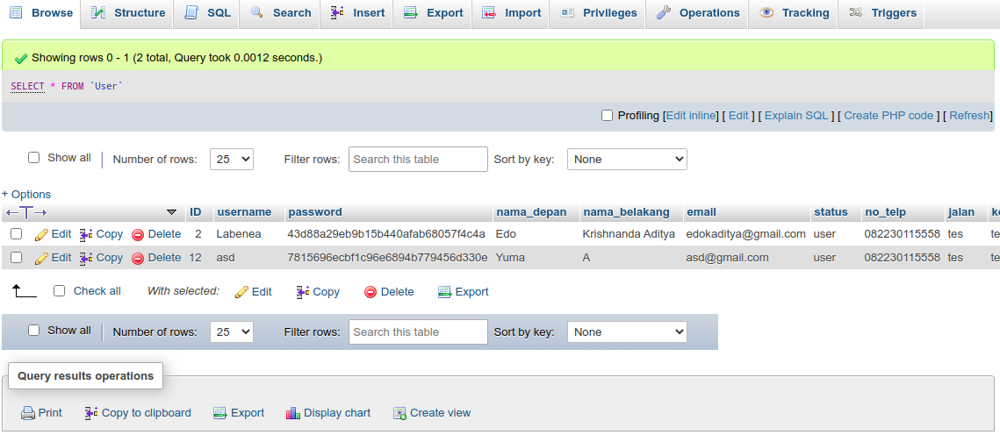 Browse Structure SQL Search Insert Export Import Privileges Operations Tracking Triggers
Showing rows 0 - 1 (2 total, Query took 0.0012 seconds.)
SELECT * FROM `User`
Profiling [Edit inline] [ Edit ] [ Explain SQL ] [ Create PHP code ] [ Refresh]
Show all Number of rows: 25 Filter rows: Search this table Sort by key: None
+ Options
ID username password nama_depan nama_belakang email status no_telp jalan
Edit Copy Delete 2 Labenea 43d88a29eb9b15b440afab68057f4c4a Edo Krishnanda Aditya edokaditya@gmail.com user 082230115558 tes te
Edit Copy Delete 12 asd 7815696ecbf1c96e6894b779456d330e Yuma A asd@gmail.com user 082230115558 tes te
Check all With selected: Edit Copy Delete Export
Show all Number of rows: 25 Filter rows: Search this table Sort by key: None
Query results operations
Print Copy to clipboard Export Display chart Create view